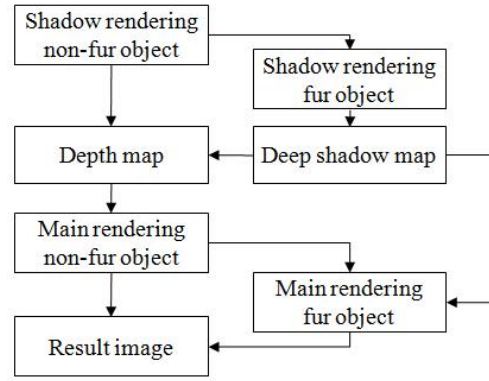 Shadow rendering
non-fur object
Shadow rendering
fur object
Depth map
Deep shadow map
Main rendering
non-fur object
Main rendering
fur object
Result image